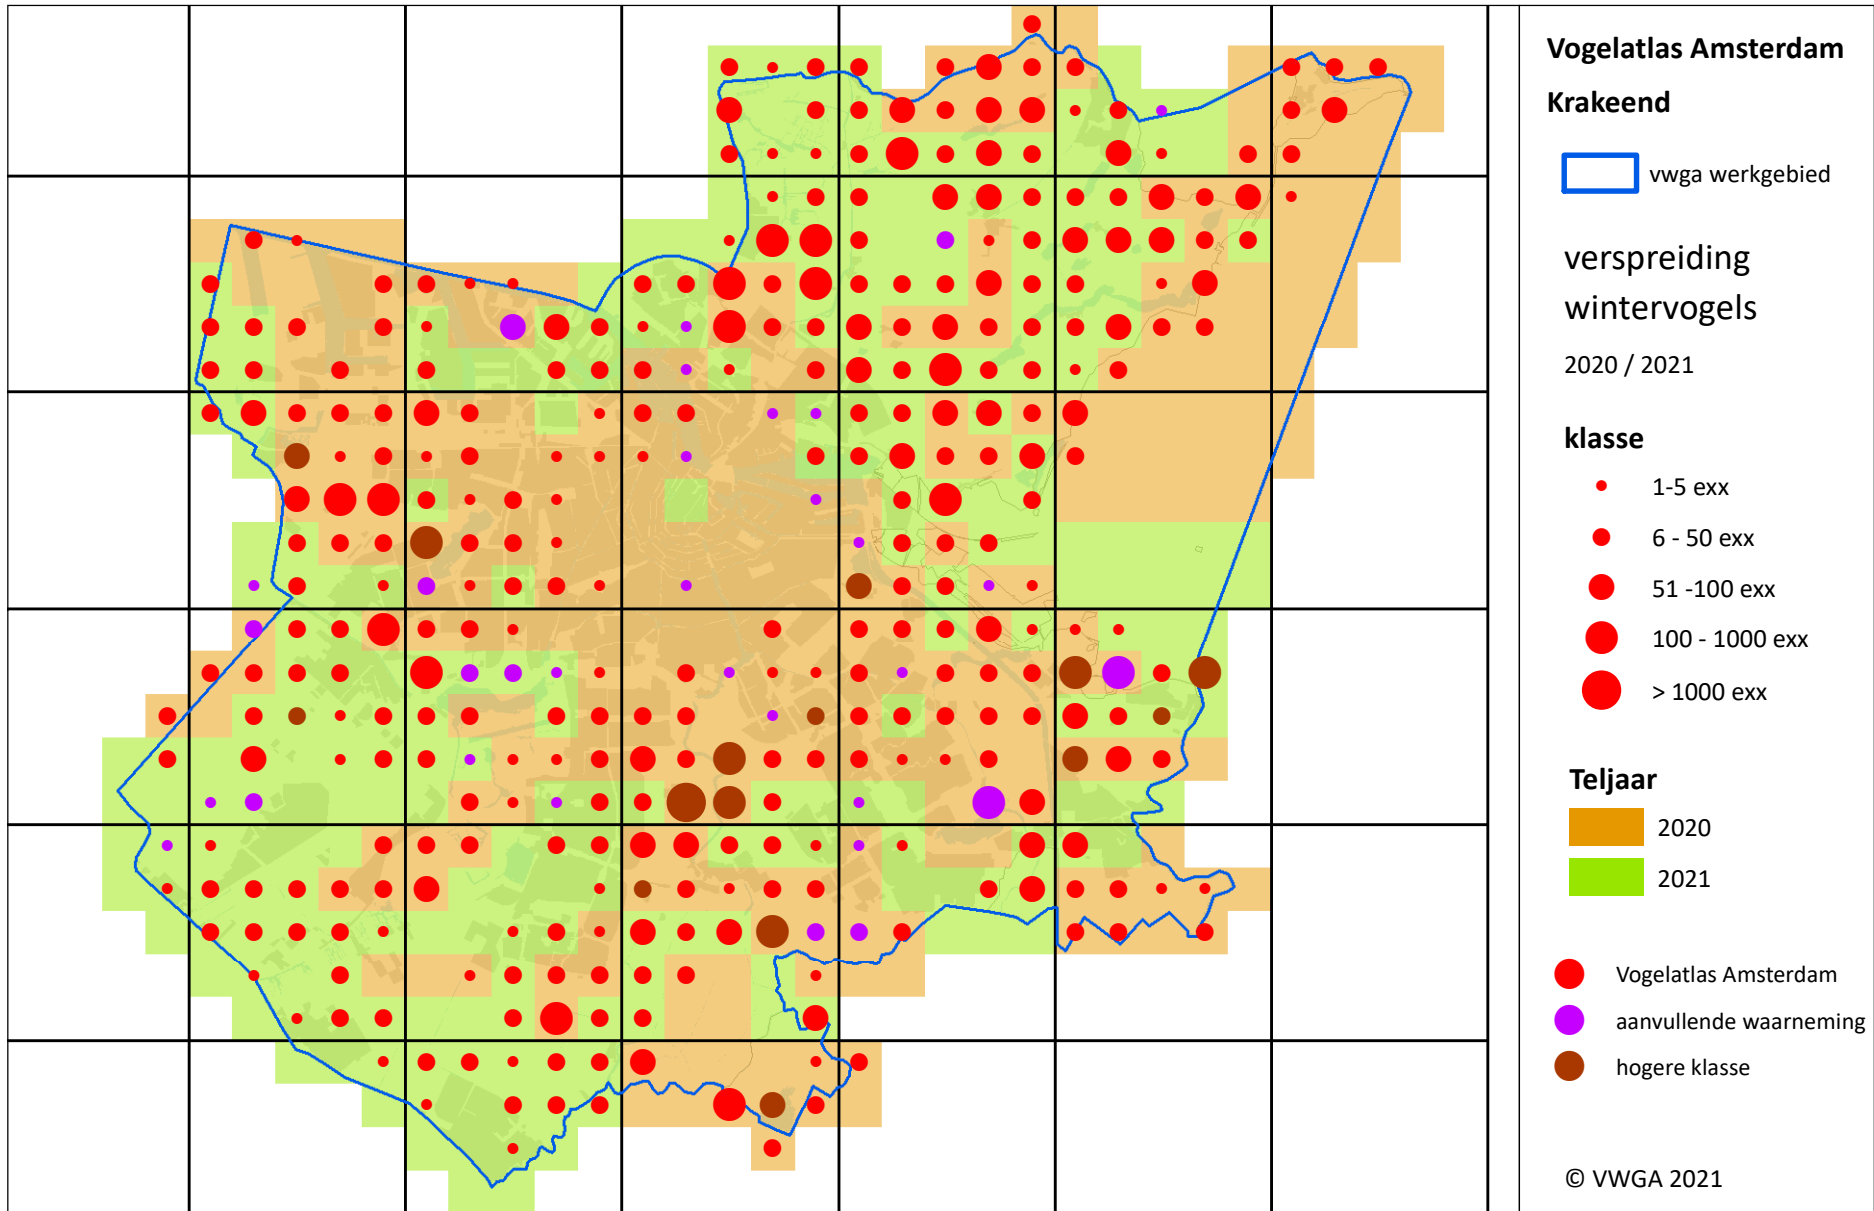 Vogelatlas Amsterdam
Krakeend
vwga werkgebied
verspreiding
wintervogels
2020 / 2021
klasse
1-5 exx
6 - 50 exx
51 -100 exx
100 - 1000 exx
> 1000 exx
Teljaar
2020
2021
Vogelatlas Amsterdam
aanvullende waarneming
hogere klasse
© VWGA 2021